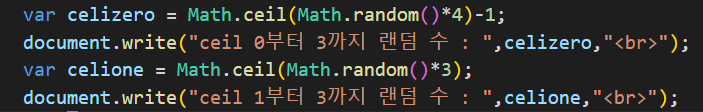 var celizero = Math.ceil(Math.random()*4)-1;
document.write("ceil 0부터 3까지 랜덤 수 : ",celizero,"<br>");
var celione = Math.ceil(Math.random()*3);
document.write("ceil 1부터 3까지 랜덤 수 : ",celione,"<br>");